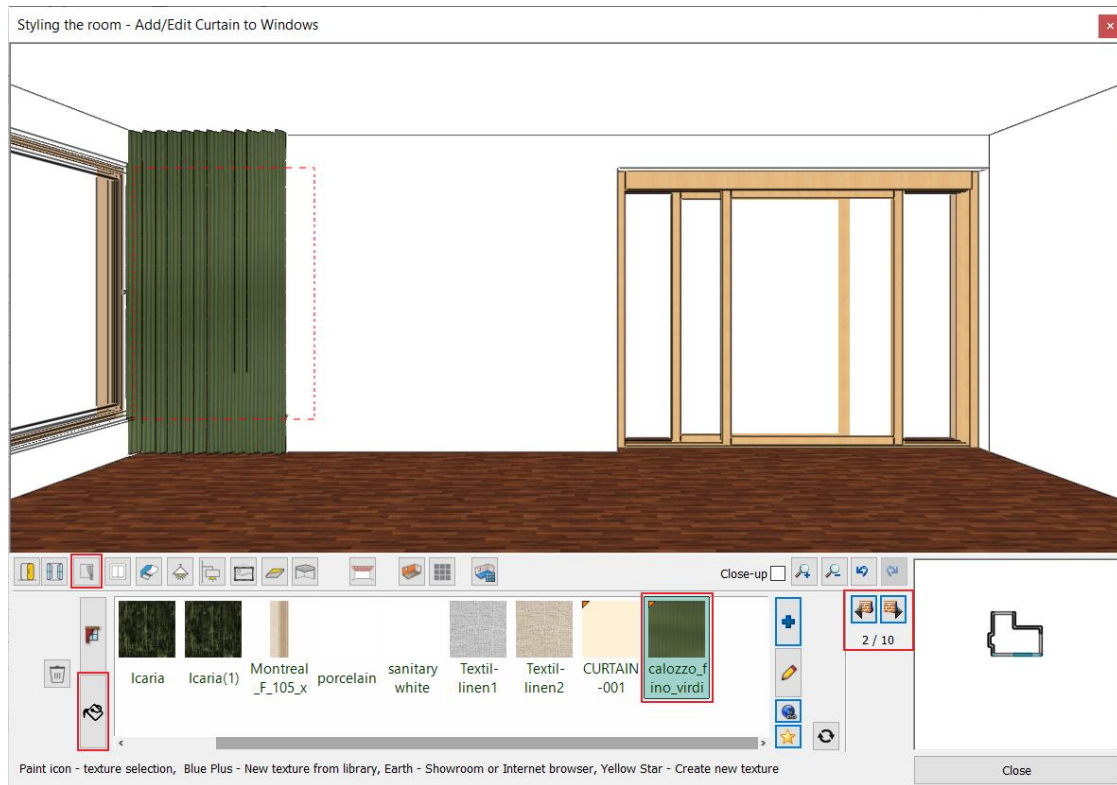 Styling the room - Add/Edit Curtain to Windows
Close-up
2 / 10
Icaria
Icaria(1)
Montreal
_F_105_x
porcelain
sanitary
white
Textil-
linen1
Textil-
linen2
CURTAIN
-001
calozzo_f
ino_virdi
Paint icon - texture selection, Blue Plus - New texture from library, Earth - Showroom or Internet browser, Yellow Star - Create new texture
Close